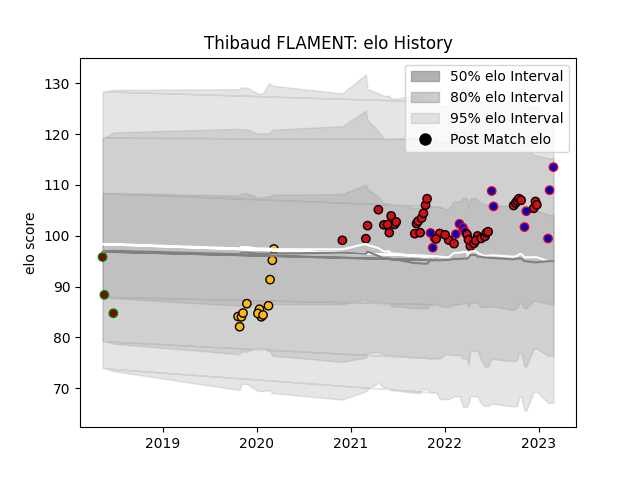 Thibaud FLAMENT: elo History
50% elo Interval
80% elo Interval
95% elo Interval
Post Match elo
elo score
130
120
110
100
90
80
70
2019
2020
2021
2022
2023